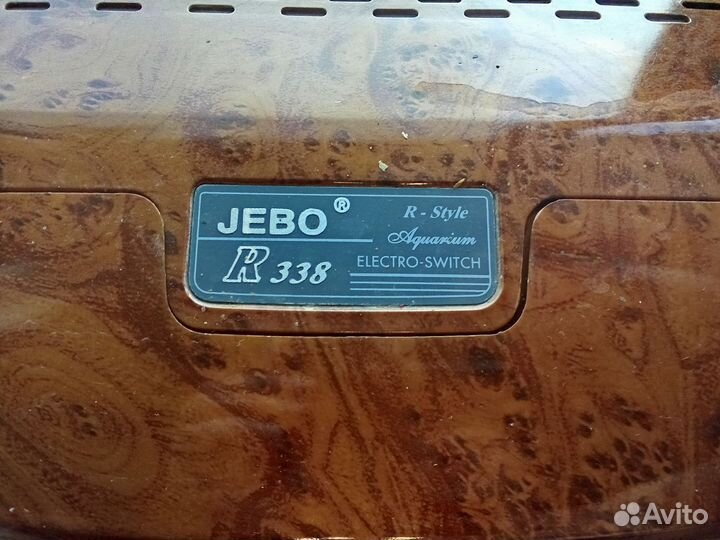 JEBO ®
R - Style
Aquarium
R 338
ELECTRO-SWITCH
Avito